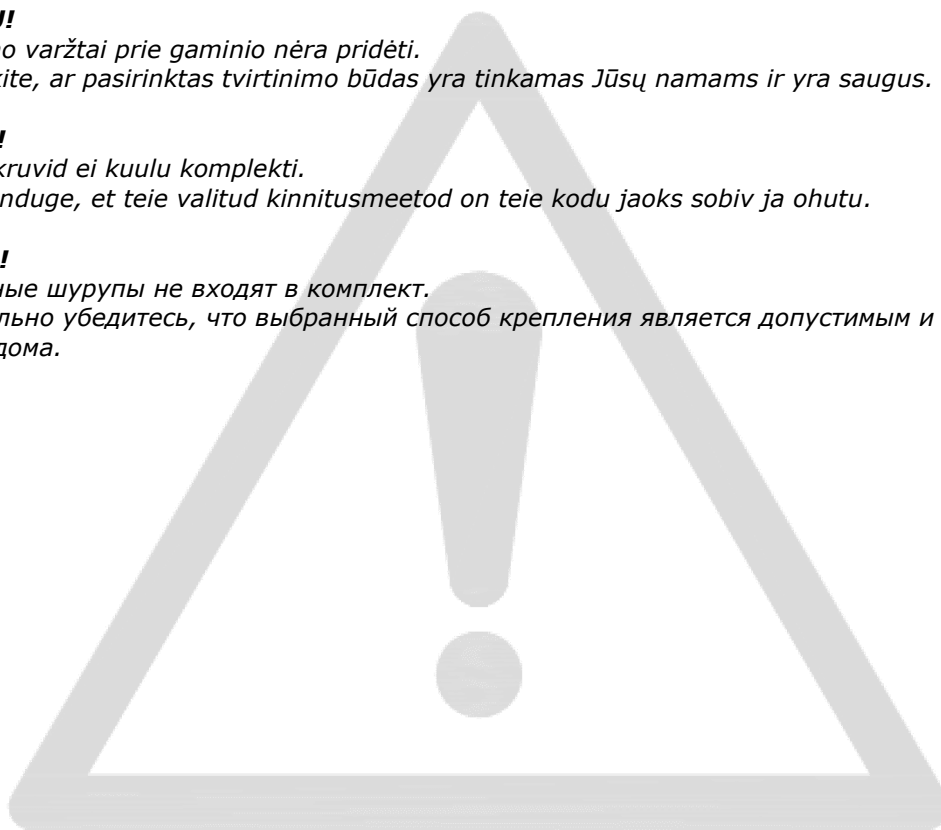 J!
o varžtai prie gaminio nėra pridėti.
kite, ar pasirinktas tvirtinimo būdas yra tinkamas Jūsų namams ir yra saugus.
!
kruvid ei kuulu komplekti.
nduge, et teie valitud kinnitusmeetod on teie kodu jaoks sobiv ja ohutu.
!
ные шурупы не входят в комплект.
льно убедитесь, что выбранный способ крепления является допустимым и
дома.